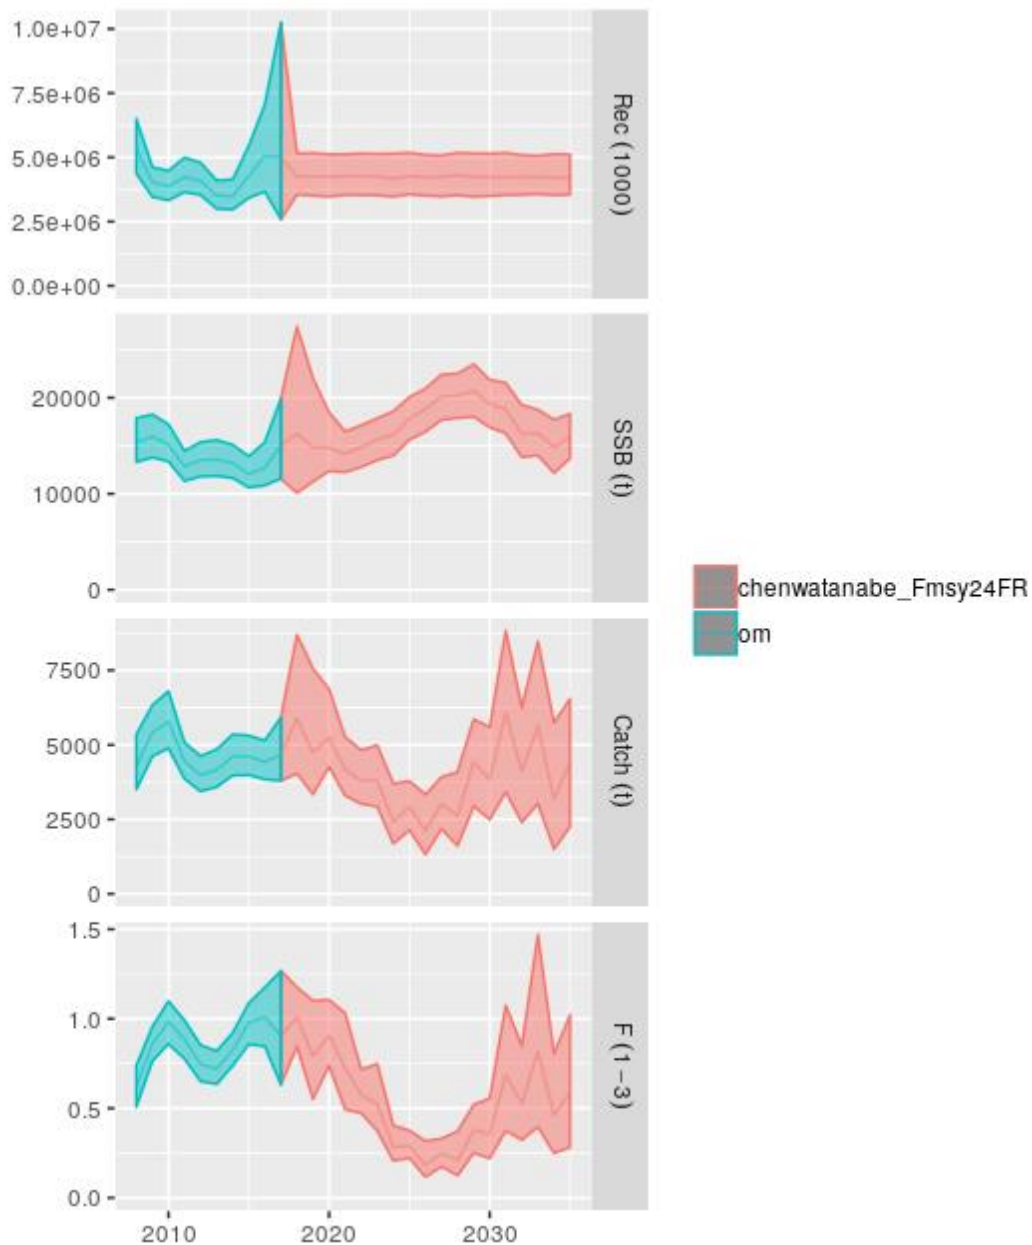 1.0e+07
7.5e+06
5.0e+06
2.5e+06
0.0e+00
Rec (1000)
20000
10000
0
SSB (t)
7500
5000
2500
0
Catch (t)
1.5
1.0
0.5
0.0
F (1−3)
2010 2020 2030
chenwatanabe_Fmsy24FR
om